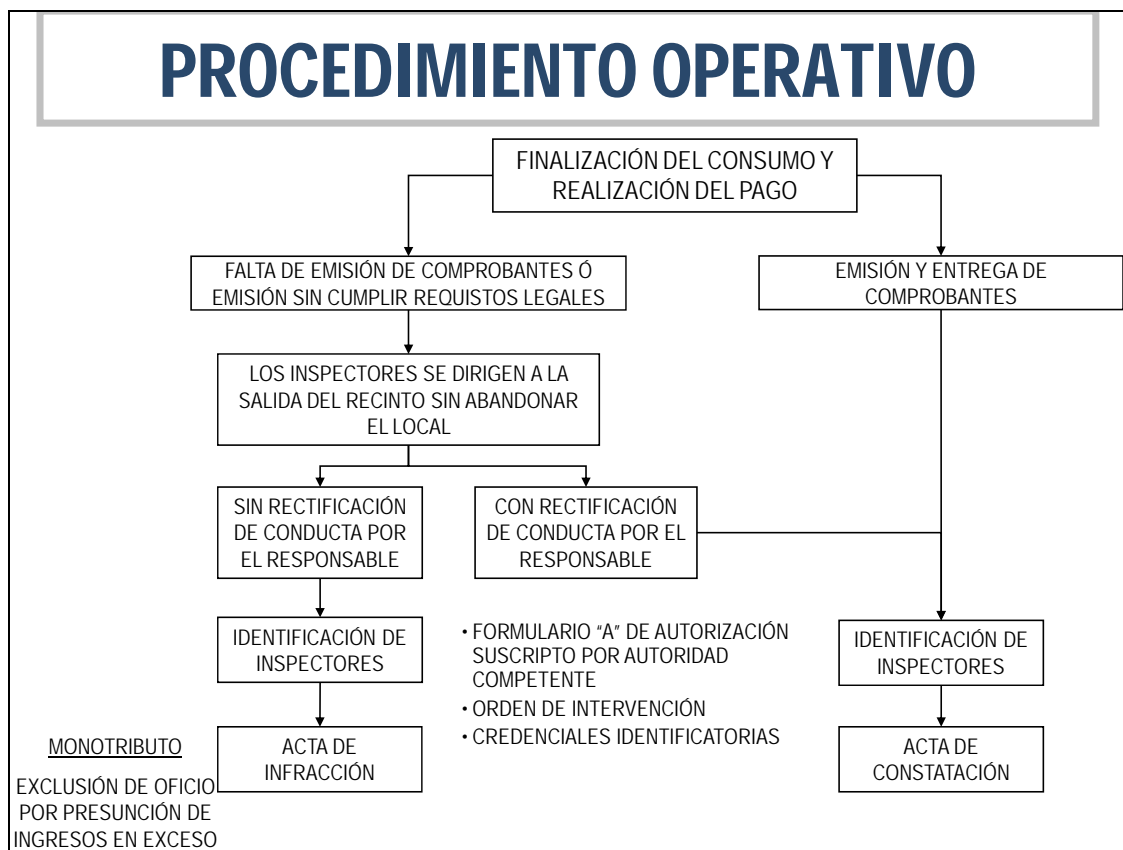 PROCEDIMIENTO OPERATIVO
FINALIZACIÓN DEL CONSUMO Y
REALIZACIÓN DEL PAGO
FALTA DE EMISIÓN DE COMPROBANTES Ó
EMISIÓN SIN CUMPLIR REQUISTOS LEGALES
EMISIÓN Y ENTREGA DE
COMPROBANTES
LOS INSPECTORES SE DIRIGEN A LA
SALIDA DEL RECINTO SIN ABANDONAR
EL LOCAL
SIN RECTIFICACIÓN
DE CONDUCTA POR
EL RESPONSABLE
CON RECTIFICACIÓN
DE CONDUCTA POR EL
RESPONSABLE
IDENTIFICACIÓN DE
INSPECTORES
• FORMULARIO “A” DE AUTORIZACIÓN
SUSCRIPTO POR AUTORIDAD
COMPETENTE
• ORDEN DE INTERVENCIÓN
• CREDENCIALES IDENTIFICATORIAS
IDENTIFICACIÓN DE
INSPECTORES
MONOTRIBUTO
EXCLUSIÓN DE OFICIO
POR PRESUNCIÓN DE
INGRESOS EN EXCESO
ACTA DE
INFRACCIÓN
ACTA DE
CONSTATACIÓN